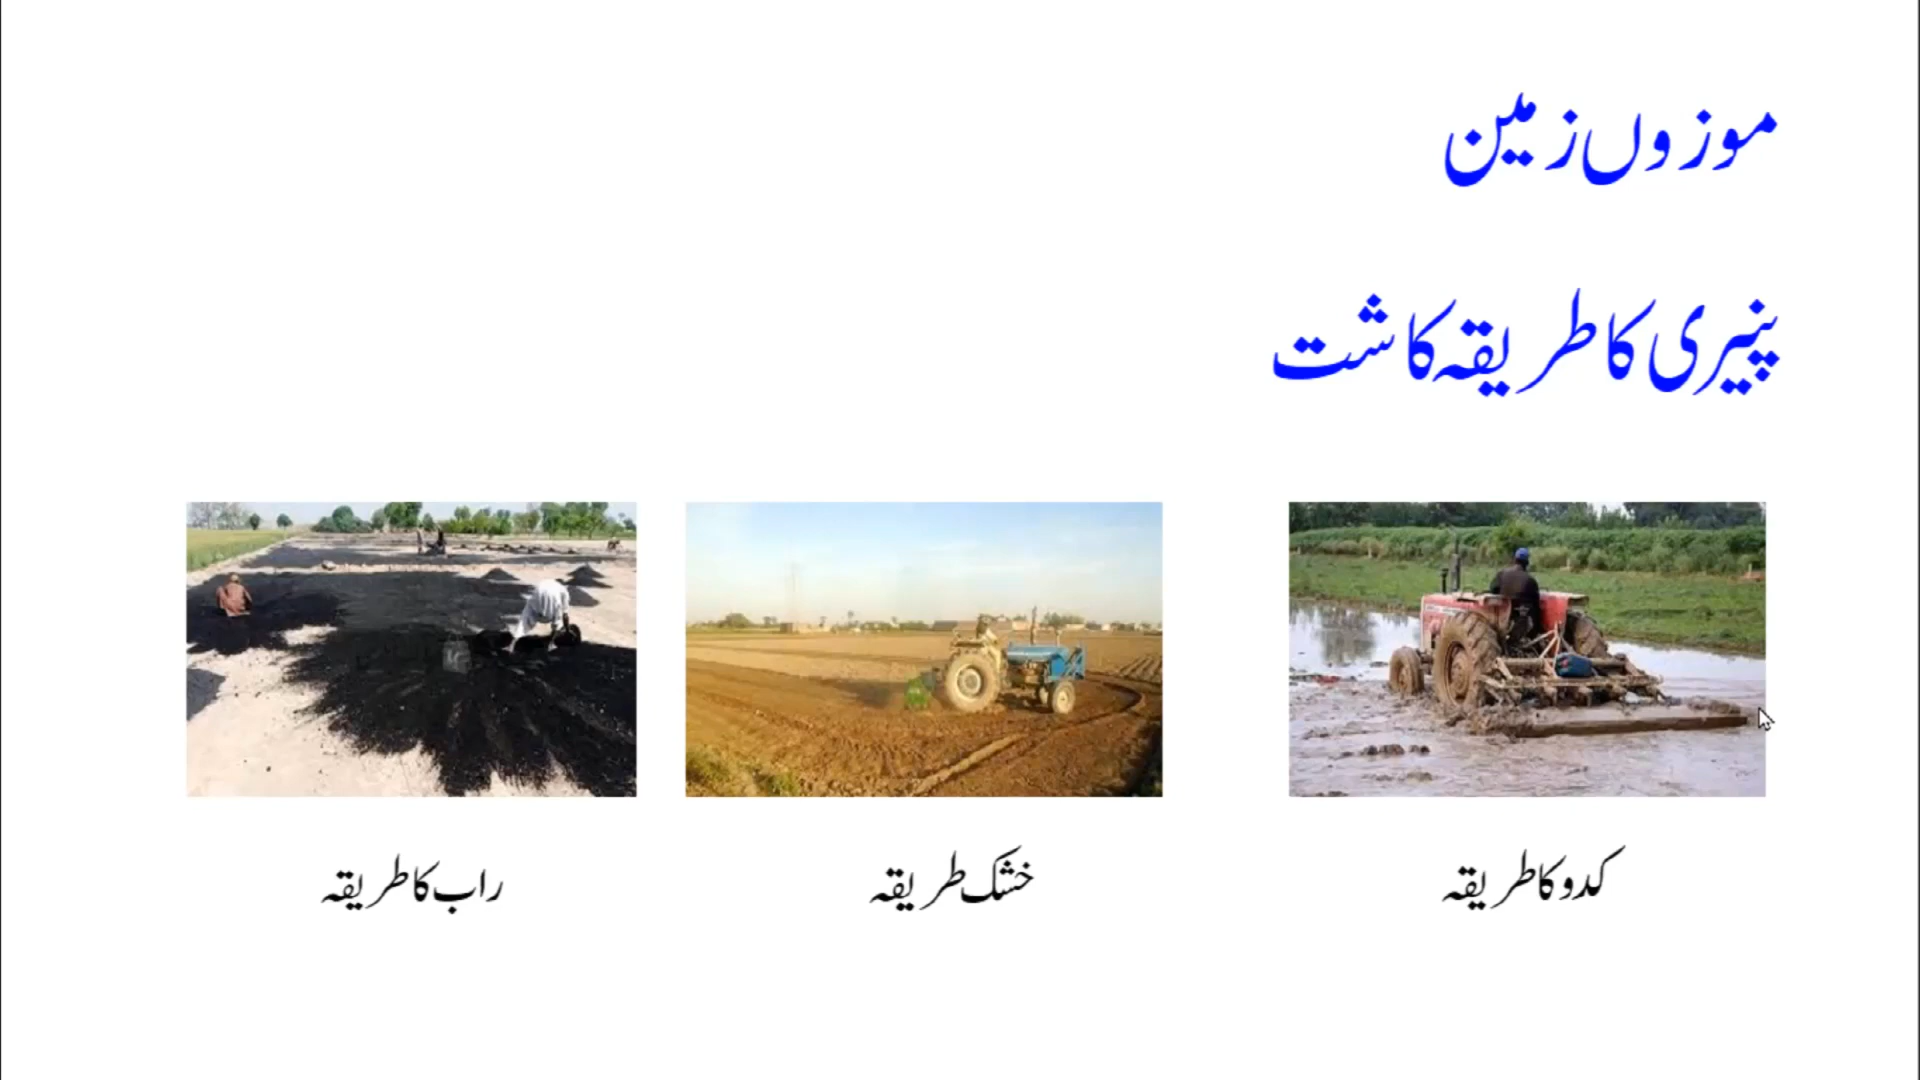 موزوں زمین
پنیری کا طریقہ کاشت
کدو کا طریقہ
خشک طریقہ
راب کا طریقہ